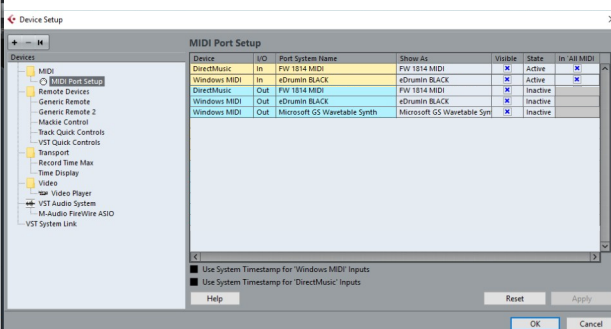 Device Setup
+ - |◄
Devices
MIDI
MIDI Port Setup
Remote Devices
Generic Remote
Generic Remote 2
Mackie Control
Track Quick Controls
VST Quick Controls
Transport
Record Time Max
Time Display
Video
Video Player
VST Audio System
M-Audio FireWire ASIO
VST System Link
MIDI Port Setup
Device I/O Port System Name Show As Visible State In 'All MIDI
DirectMusic In FW 1814 MIDI FW 1814 MIDI Active
Windows MIDI In eDrumIn BLACK eDrumIn BLACK Active
DirectMusic Out FW 1814 MIDI FW 1814 MIDI Inactive
Windows MIDI Out eDrumIn BLACK eDrumIn BLACK Inactive
Windows MIDI Out Microsoft GS Wavetable Synth Microsoft GS Wavetable Syn Inactive
Use System Timestamp for 'Windows MIDI' Inputs
Use System Timestamp for 'DirectMusic' Inputs
Help Reset Apply
OK Cancel